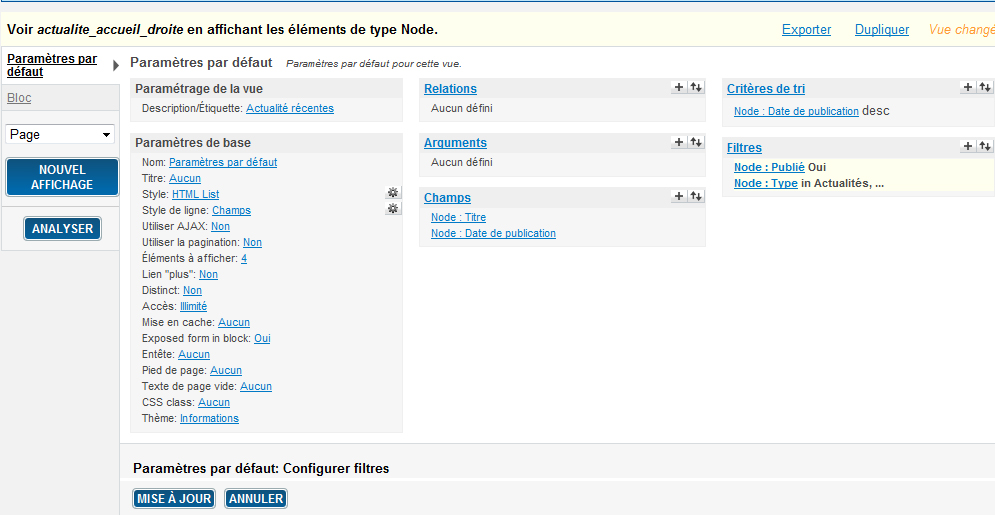 Voir actualite_accueil_droite en affichant les éléments de type Node.
Exporter Dupliquer Vue changé
Paramètres par défaut
Bloc
Page
NOUVEL AFFICHAGE
ANALYSER
Paramètres par défaut Paramètres par défaut pour cette vue.
Paramétrage de la vue
Description/Étiquette: Actualité récentes
Paramètres de base
Nom: Paramètres par défaut
Titre: Aucun
Style: HTML List
Style de ligne: Champs
Utiliser AJAX: Non
Utiliser la pagination: Non
Éléments à afficher: 4
Lien "plus": Non
Distinct: Non
Accès: Illimité
Mise en cache: Aucun
Exposed form in block: Oui
Entête: Aucun
Pied de page: Aucun
Texte de page vide: Aucun
CSS class: Aucun
Thème: Informations
Relations
Aucun défini
Arguments
Aucun défini
Champs
Node : Titre
Node : Date de publication
Critères de tri
Node : Date de publication desc
Filtres
Node : Publié Oui
Node : Type in Actualités, ...
Paramètres par défaut: Configurer filtres
MISE À JOUR ANNULER